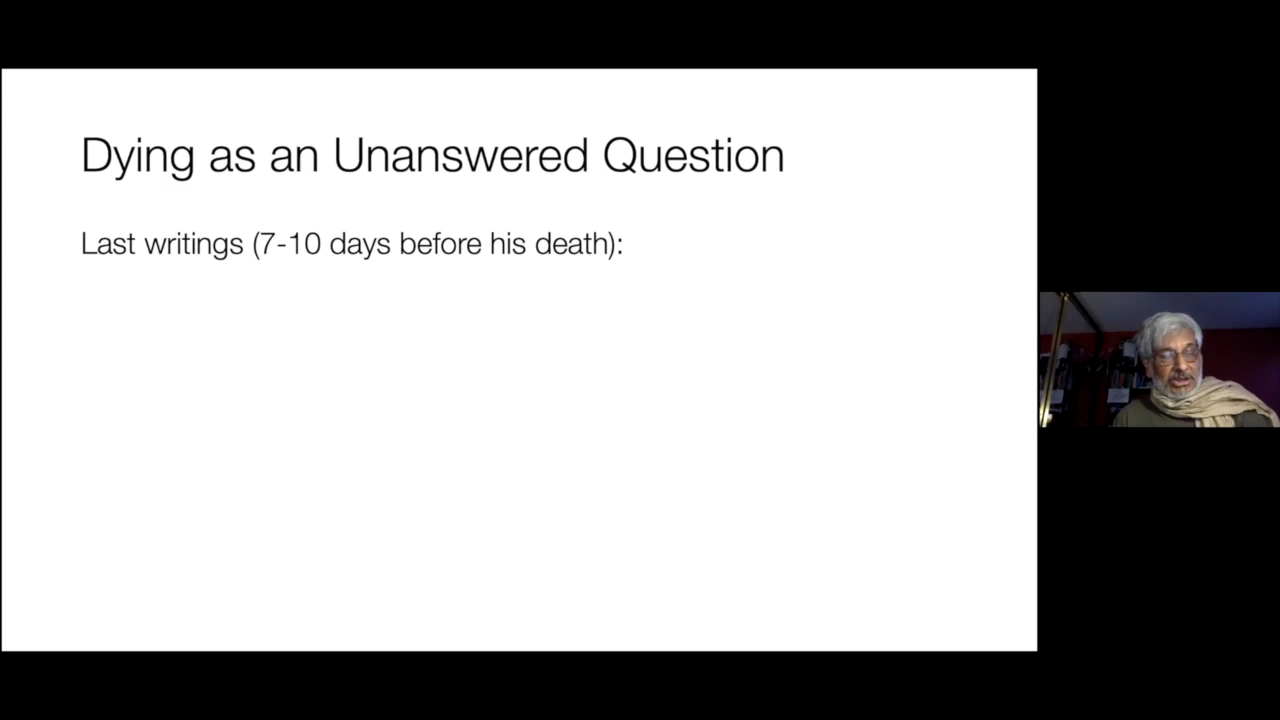 Dying as an Unanswered Question
Last writings (7-10 days before his death):